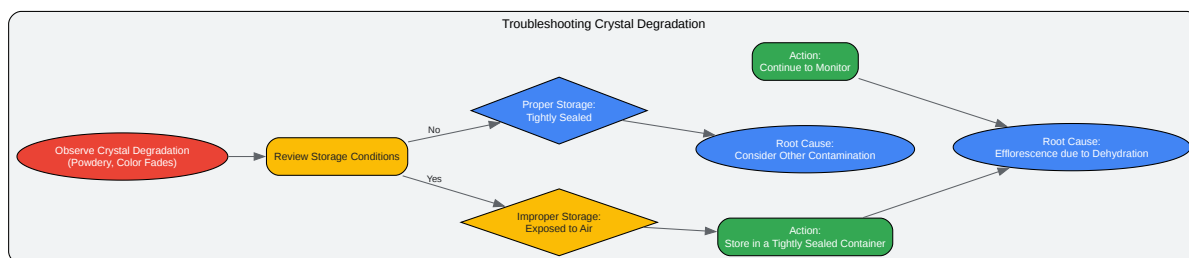 Troubleshooting Crystal Degradation
Observe Crystal Degradation
(Powdery, Color Fades)
Review Storage Conditions
No
Yes
Proper Storage:
Tightly Sealed
Improper Storage:
Exposed to Air
Root Cause:
Consider Other Contamination
Action:
Continue to Monitor
Action:
Store in a Tightly Sealed Container
Root Cause:
Efflorescence due to Dehydration